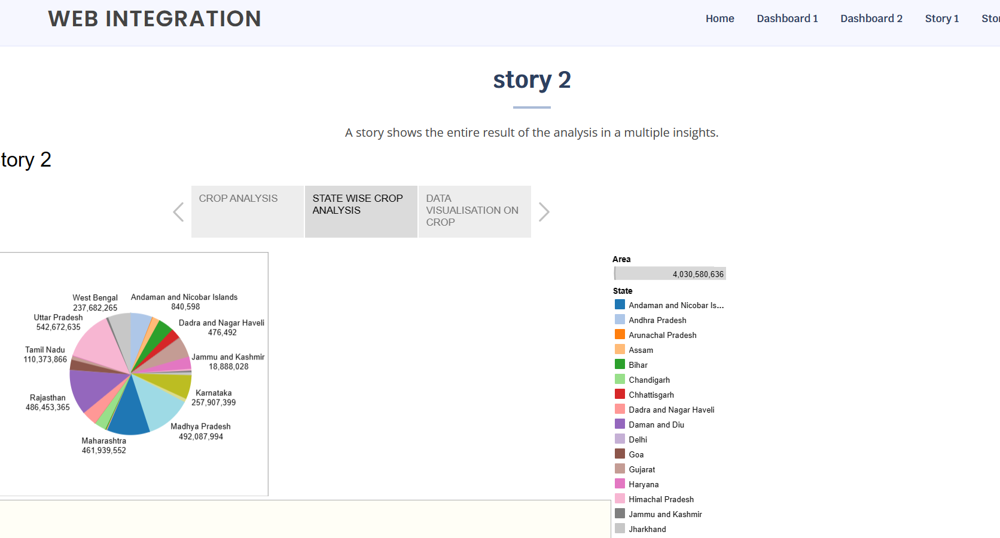 WEB INTEGRATION
Home Dashboard 1 Dashboard 2 Story 1 Stor
story 2
A story shows the entire result of the analysis in a multiple insights.
tory 2
CROP ANALYSIS
STATE WISE CROP
ANALYSIS
DATA
VISUALISATION ON
CROP
West Bengal
237,682,265
Andaman and Nicobar Islands
840,598
Uttar Pradesh
542,672,635
Dadra and Nagar Haveli
476,492
Tamil Nadu
110,373,866
Jammu and Kashmir
18,888,028
Rajasthan
486,453,365
Karnataka
257,907,399
Madhya Pradesh
492,087,994
Maharashtra
461,939,552
Area
4,030,580,636
State
Andaman and Nicobar Is...
Andhra Pradesh
Arunachal Pradesh
Assam
Bihar
Chandigarh
Chhattisgarh
Dadra and Nagar Haveli
Daman and Diu
Delhi
Goa
Gujarat
Haryana
Himachal Pradesh
Jammu and Kashmir
Jharkhand